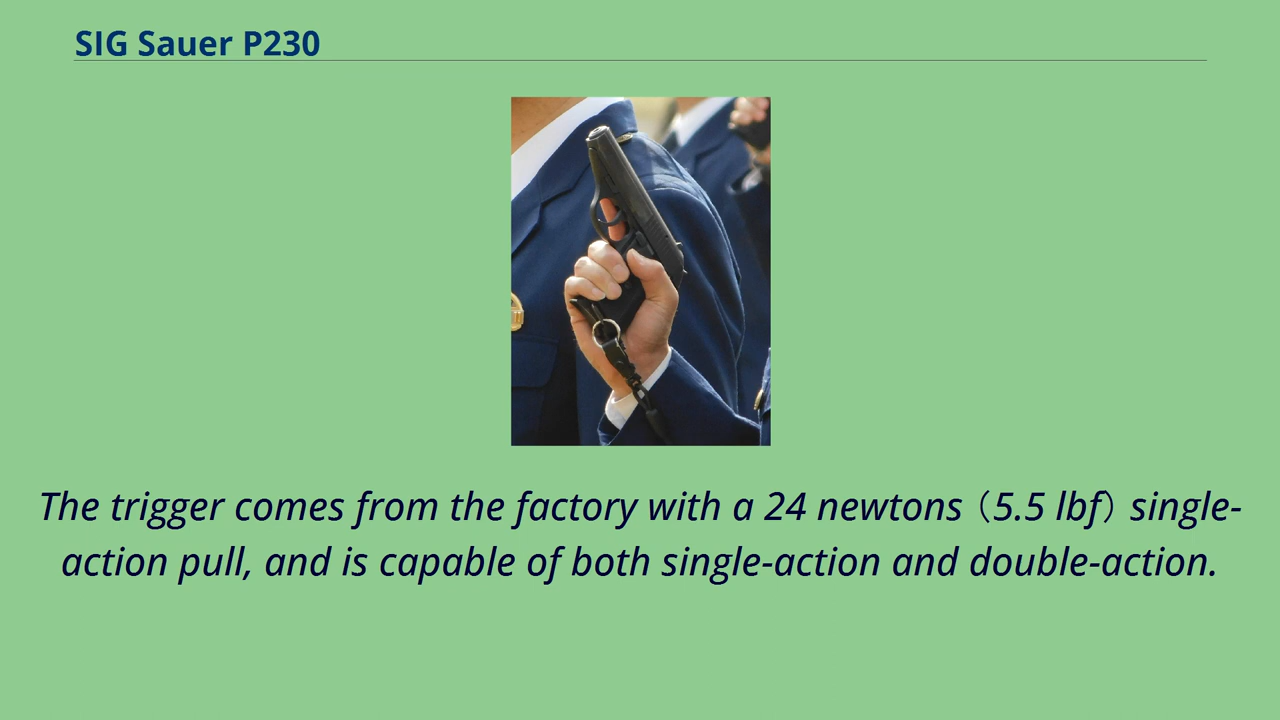 SIG Sauer P230
The trigger comes from the factory with a 24 newtons（5.5 lbf）single-
action pull, and is capable of both single-action and double-action.